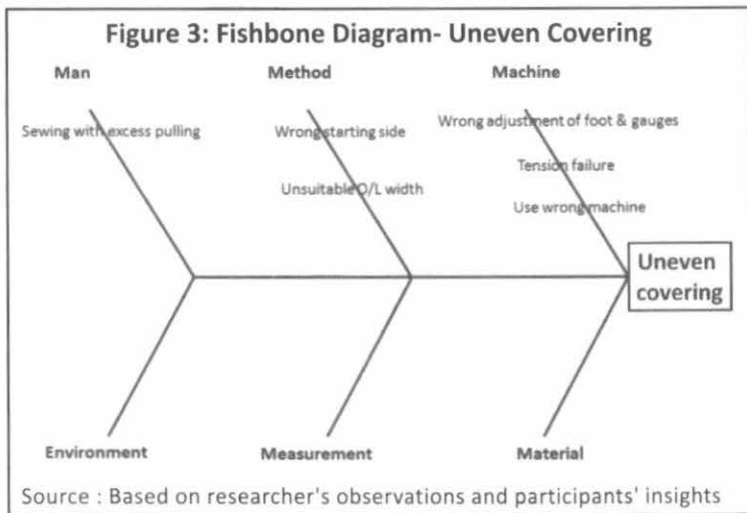 Figure 3: Fishbone Diagram- Uneven Covering
Man
Method
Machine
Sewing with excess pulling
Wrong starting side
Unsuitable O/L width
Wrong adjustment of foot & gauges
Tension failure
Use wrong machine
Uneven
covering
Environment
Measurement
Material
Source : Based on researcher's observations and participants' insights